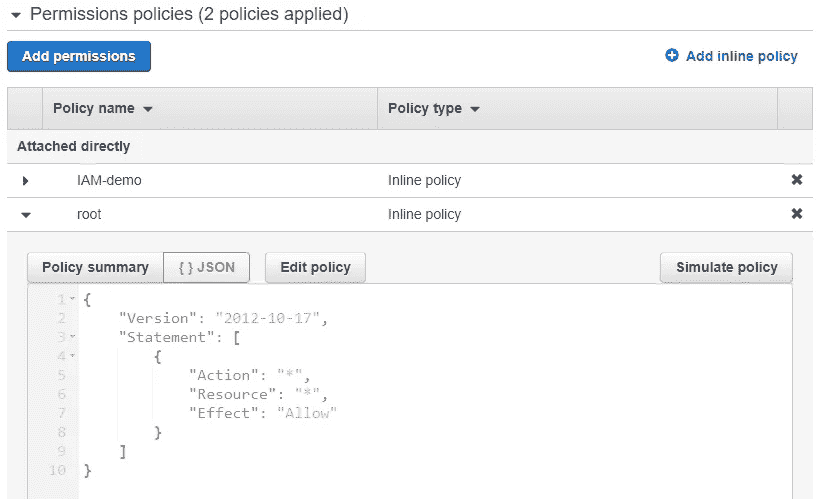 Permissions policies (2 policies applied)
Add permissions
Add inline policy
Policy name
Policy type
Attached directly
IAM-demo Inline policy
root Inline policy
Policy summary { } JSON Edit policy Simulate policy
1 {
2 "Version": "2012-10-17",
3 "Statement": [
4 {
5 "Action": "*",
6 "Resource": "*",
7 "Effect": "Allow"
8 }
9 ]
10 }